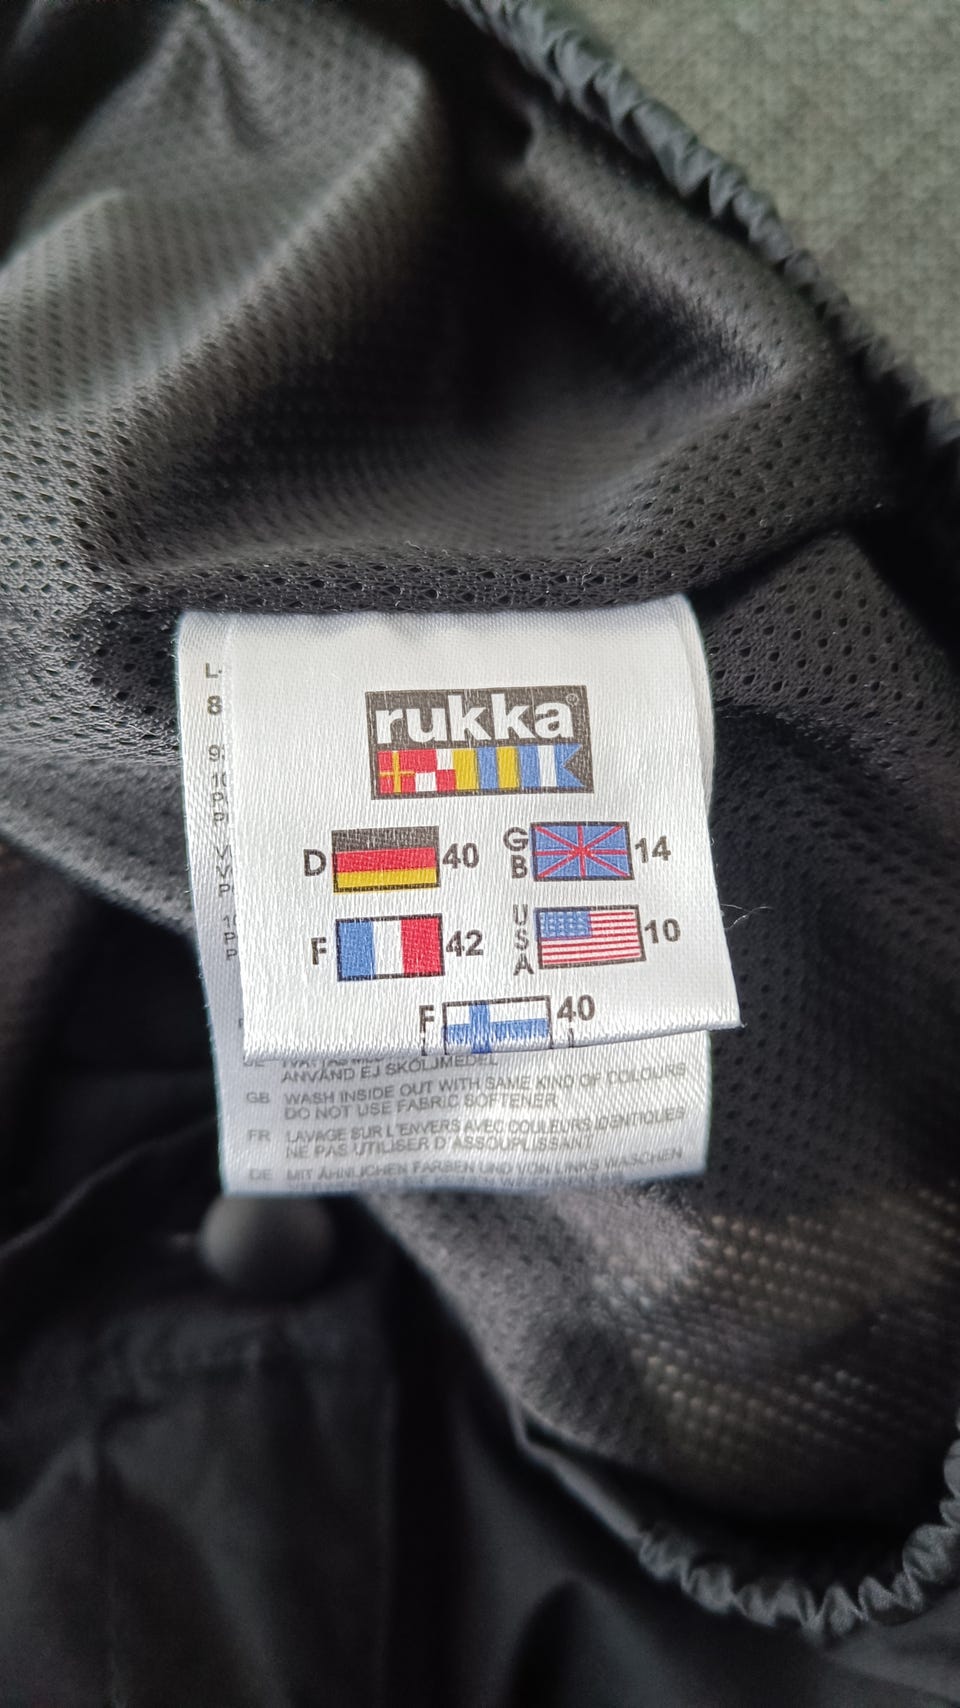 rukka®
D 40 GB 14
F 42 USA 10
F 40
L.
8
ANVÄND EJ SKÖLJMEDEL
GB WASH INSIDE OUT WITH SAME KIND OF COLOURS
DO NOT USE FABRIC SOFTENER
FR LAVAGE SUR L'ENVERS AVEC COULEURS IDENTIQUES
NE PAS UTILISER D'ASSOUPLISSANT
DE MIT ÄHNLICHEN FARBEN UND VON LINKS WASCHEN